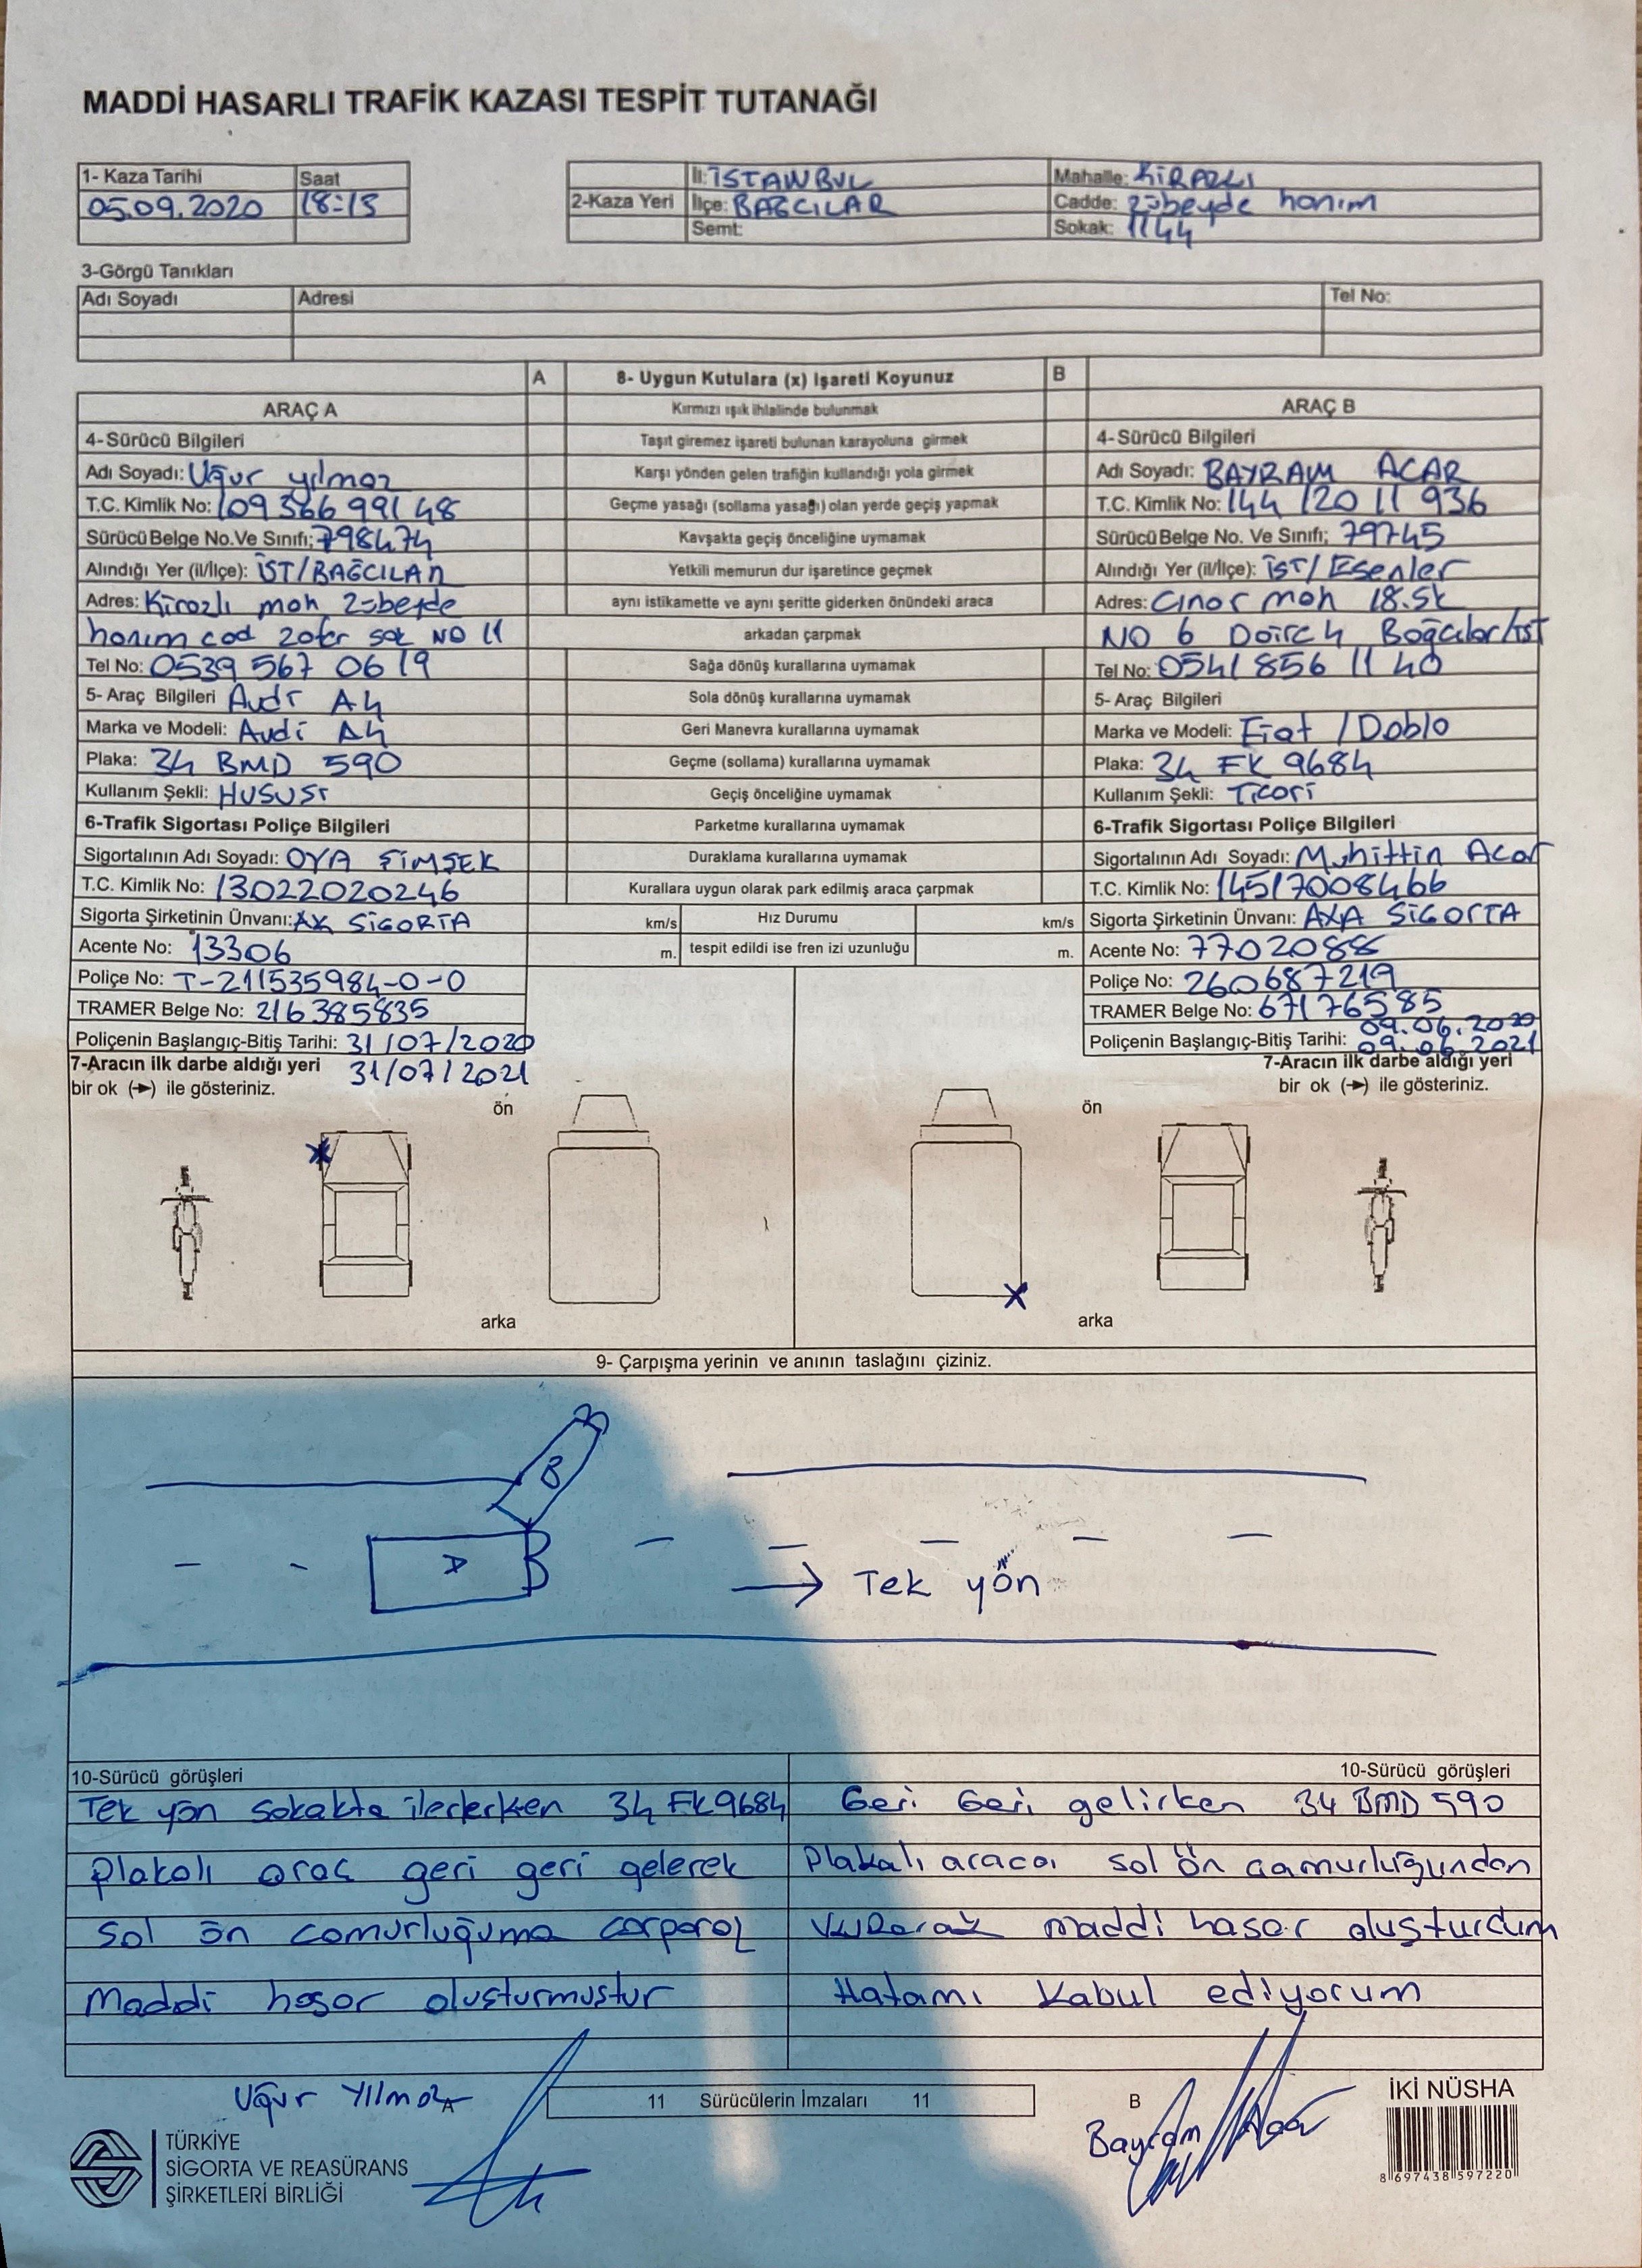 MADDİ HASARLI TRAFİK KAZASI TESPİT TUTANAĞI
1- Kaza Tarihi Saat
05.09.2020 18:15
2-Kaza Yeri
İl: İSTANBUL
İlçe: BAĞCILAR
Semt:
Mahalle: KİRAZLI
Cadde: zübeyde hanım
Sokak: 1144
3-Görgü Tanıkları
Adı Soyadı Adresi Tel No:
A 8- Uygun Kutulara (x) İşareti Koyunuz B
Kırmızı ışık ihlalinde bulunmak
Taşıt giremez işareti bulunan karayoluna girmek
Karşı yönden gelen trafiğin kullandığı yola girmek
Geçme yasağı (sollama yasağı) olan yerde geçiş yapmak
Kavşakta geçiş önceliğine uymamak
Yetkili memurun dur işaretince geçmek
aynı istikamette ve aynı şeritte giderken önündeki araca
arkadan çarpmak
Sağa dönüş kurallarına uymamak
Sola dönüş kurallarına uymamak
Geri Manevra kurallarına uymamak
Geçme (sollama) kurallarına uymamak
Geçiş önceliğine uymamak
Parketme kurallarına uymamak
Duraklama kurallarına uymamak
Kurallara uygun olarak park edilmiş araca çarpmak
km/s Hız Durumu km/s
m. tespit edildi ise fren izi uzunluğu m.
ARAÇ A
4-Sürücü Bilgileri
Adı Soyadı: Uğur yılmaz
T.C. Kimlik No: 10936699148
Sürücü Belge No.Ve Sınıfı; 798474
Alındığı Yer (il/ilçe): İST/BAĞCILAR
Adres: Kirazlı mah zübeyde
hanım cad zafer sok NO 11
Tel No: 0539 567 06 19
5- Araç Bilgileri Audi A4
Marka ve Modeli: Audi A4
Plaka: 34 BMD 590
Kullanım Şekli: HUSUSİ
6-Trafik Sigortası Poliçe Bilgileri
Sigortalının Adı Soyadı: OYA ŞİMŞEK
T.C. Kimlik No: 13022020246
Sigorta Şirketinin Ünvanı: AK SİGORTA
Acente No: 13306
Poliçe No: T-211535984-0-0
TRAMER Belge No: 216385835
Poliçenin Başlangıç-Bitiş Tarihi: 31/07/2020
31/07/2021
7-Aracın ilk darbe aldığı yeri
bir ok (➔) ile gösteriniz.
ARAÇ B
4-Sürücü Bilgileri
Adı Soyadı: BAYRAM ACAR
T.C. Kimlik No: 144 120 11 936
Sürücü Belge No. Ve Sınıfı; 79745
Alındığı Yer (il/ilçe): İST/Esenler
Adres: Çınar mah 18.sk
NO 6 Daire 4 Bağcılar/İST
Tel No: 0541 856 11 40
5- Araç Bilgileri
Marka ve Modeli: Fiat /Doblo
Plaka: 34 FK 9684
Kullanım Şekli: Ticari
6-Trafik Sigortası Poliçe Bilgileri
Sigortalının Adı Soyadı: Muhittin Acar
T.C. Kimlik No: 14517008466
Sigorta Şirketinin Ünvanı: AXA SİGORTA
Acente No: 7702088
Poliçe No: 260687219
TRAMER Belge No: 67176585
09.06.2020
Poliçenin Başlangıç-Bitiş Tarihi: 09.06.2021
7-Aracın ilk darbe aldığı yeri
bir ok (➔) ile gösteriniz.
ön ön
arka arka
9- Çarpışma yerinin ve anının taslağını çiziniz.
B
A
→ Tek yön
10-Sürücü görüşleri
Tek yön sokakta ilerlerken 34 FK9684
Plakalı araç geri geri gelerek
sol ön çamurluğuma çarparak
Maddi hasar oluşturmuştur
10-Sürücü görüşleri
Geri Geri gelirken 34 BMD 590
Plakalı aracı sol ön çamurluğundan
Vurarak maddi hasar oluşturdum
Hatamı kabul ediyorum
Uğur Yılmaz A
11 Sürücülerin İmzaları 11
B
Bayram Acar
TÜRKİYE
SİGORTA VE REASÜRANS
ŞİRKETLERİ BİRLİĞİ
İKİ NÜSHA
8 697438 597220